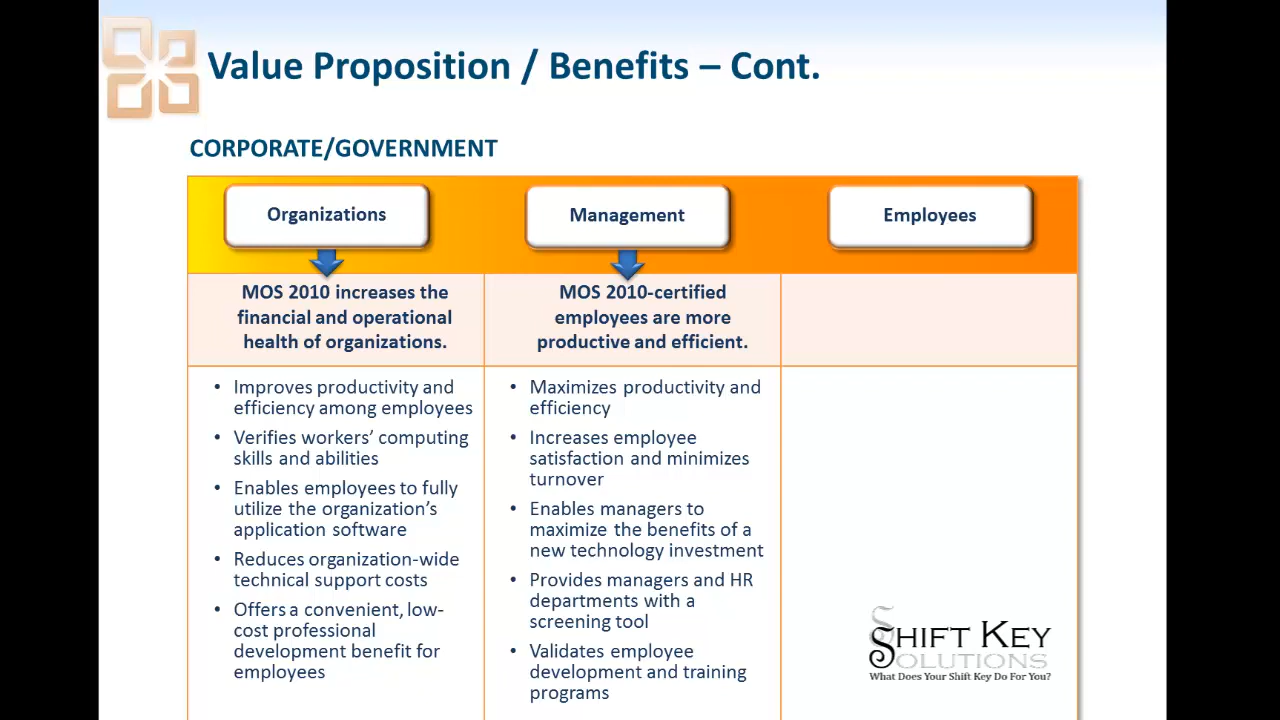 Value Proposition / Benefits – Cont.
CORPORATE/GOVERNMENT
Organizations
Management
Employees
MOS 2010 increases the
financial and operational
health of organizations.
MOS 2010-certified
employees are more
productive and efficient.
• Improves productivity and
efficiency among employees
• Verifies workers’ computing
skills and abilities
• Enables employees to fully
utilize the organization’s
application software
• Reduces organization-wide
technical support costs
• Offers a convenient, low-
cost professional
development benefit for
employees
• Maximizes productivity and
efficiency
• Increases employee
satisfaction and minimizes
turnover
• Enables managers to
maximize the benefits of a
new technology investment
• Provides managers and HR
departments with a
screening tool
• Validates employee
development and training
programs
SHIFT KEY
SOLUTIONS
What Does Your Shift Key Do For You?